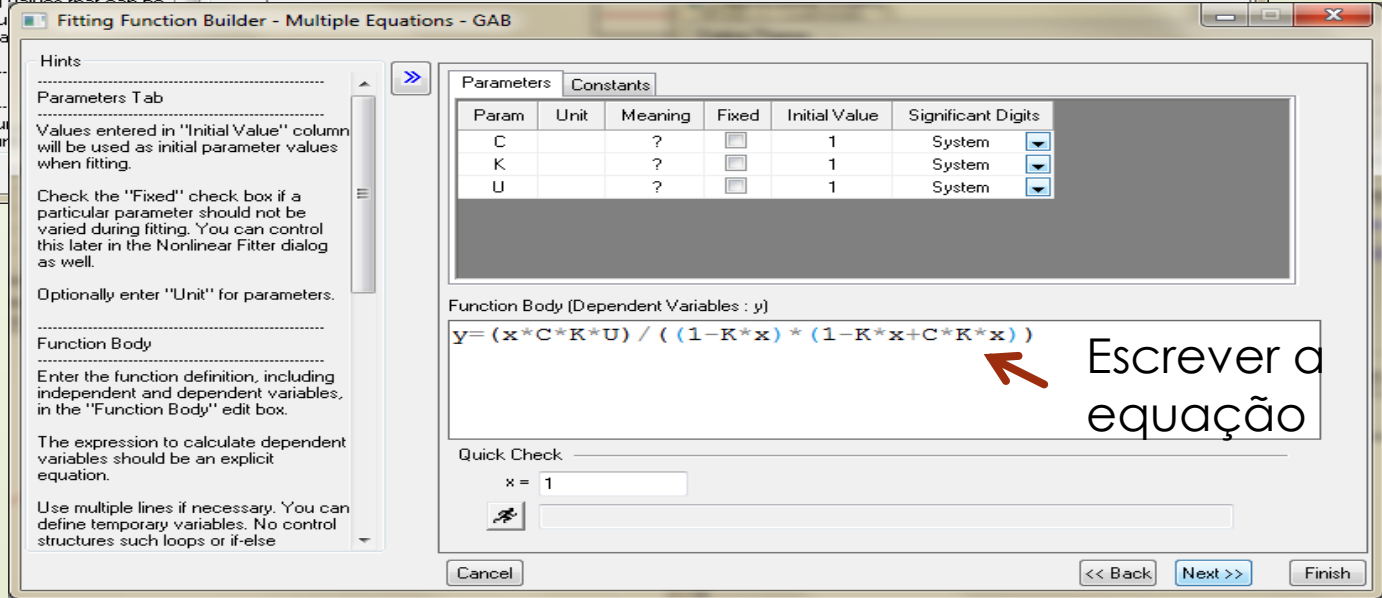 Fitting Function Builder - Multiple Equations - GAB
Hints
Parameters Tab
Values entered in "Initial Value" column
will be used as initial parameter values
when fitting.
Check the "Fixed" check box if a
particular parameter should not be
varied during fitting. You can control
this later in the Nonlinear Fitter dialog
as well.
Optionally enter "Unit" for parameters.
Function Body
Enter the function definition, including
independent and dependent variables,
in the "Function Body" edit box.
The expression to calculate dependent
variables should be an explicit
equation.
Use multiple lines if necessary. You can
define temporary variables. No control
structures such loops or if-else
Parameters Constants
Param Unit Meaning Fixed Initial Value Significant Digits
C ? 1 System
K ? 1 System
U ? 1 System
Function Body (Dependent Variables : y)
y=(x*C*K*U)/((1-K*x)*(1-K*x+C*K*x))
Escrever a
equação
Quick Check
x = 1
Cancel << Back Next >> Finish